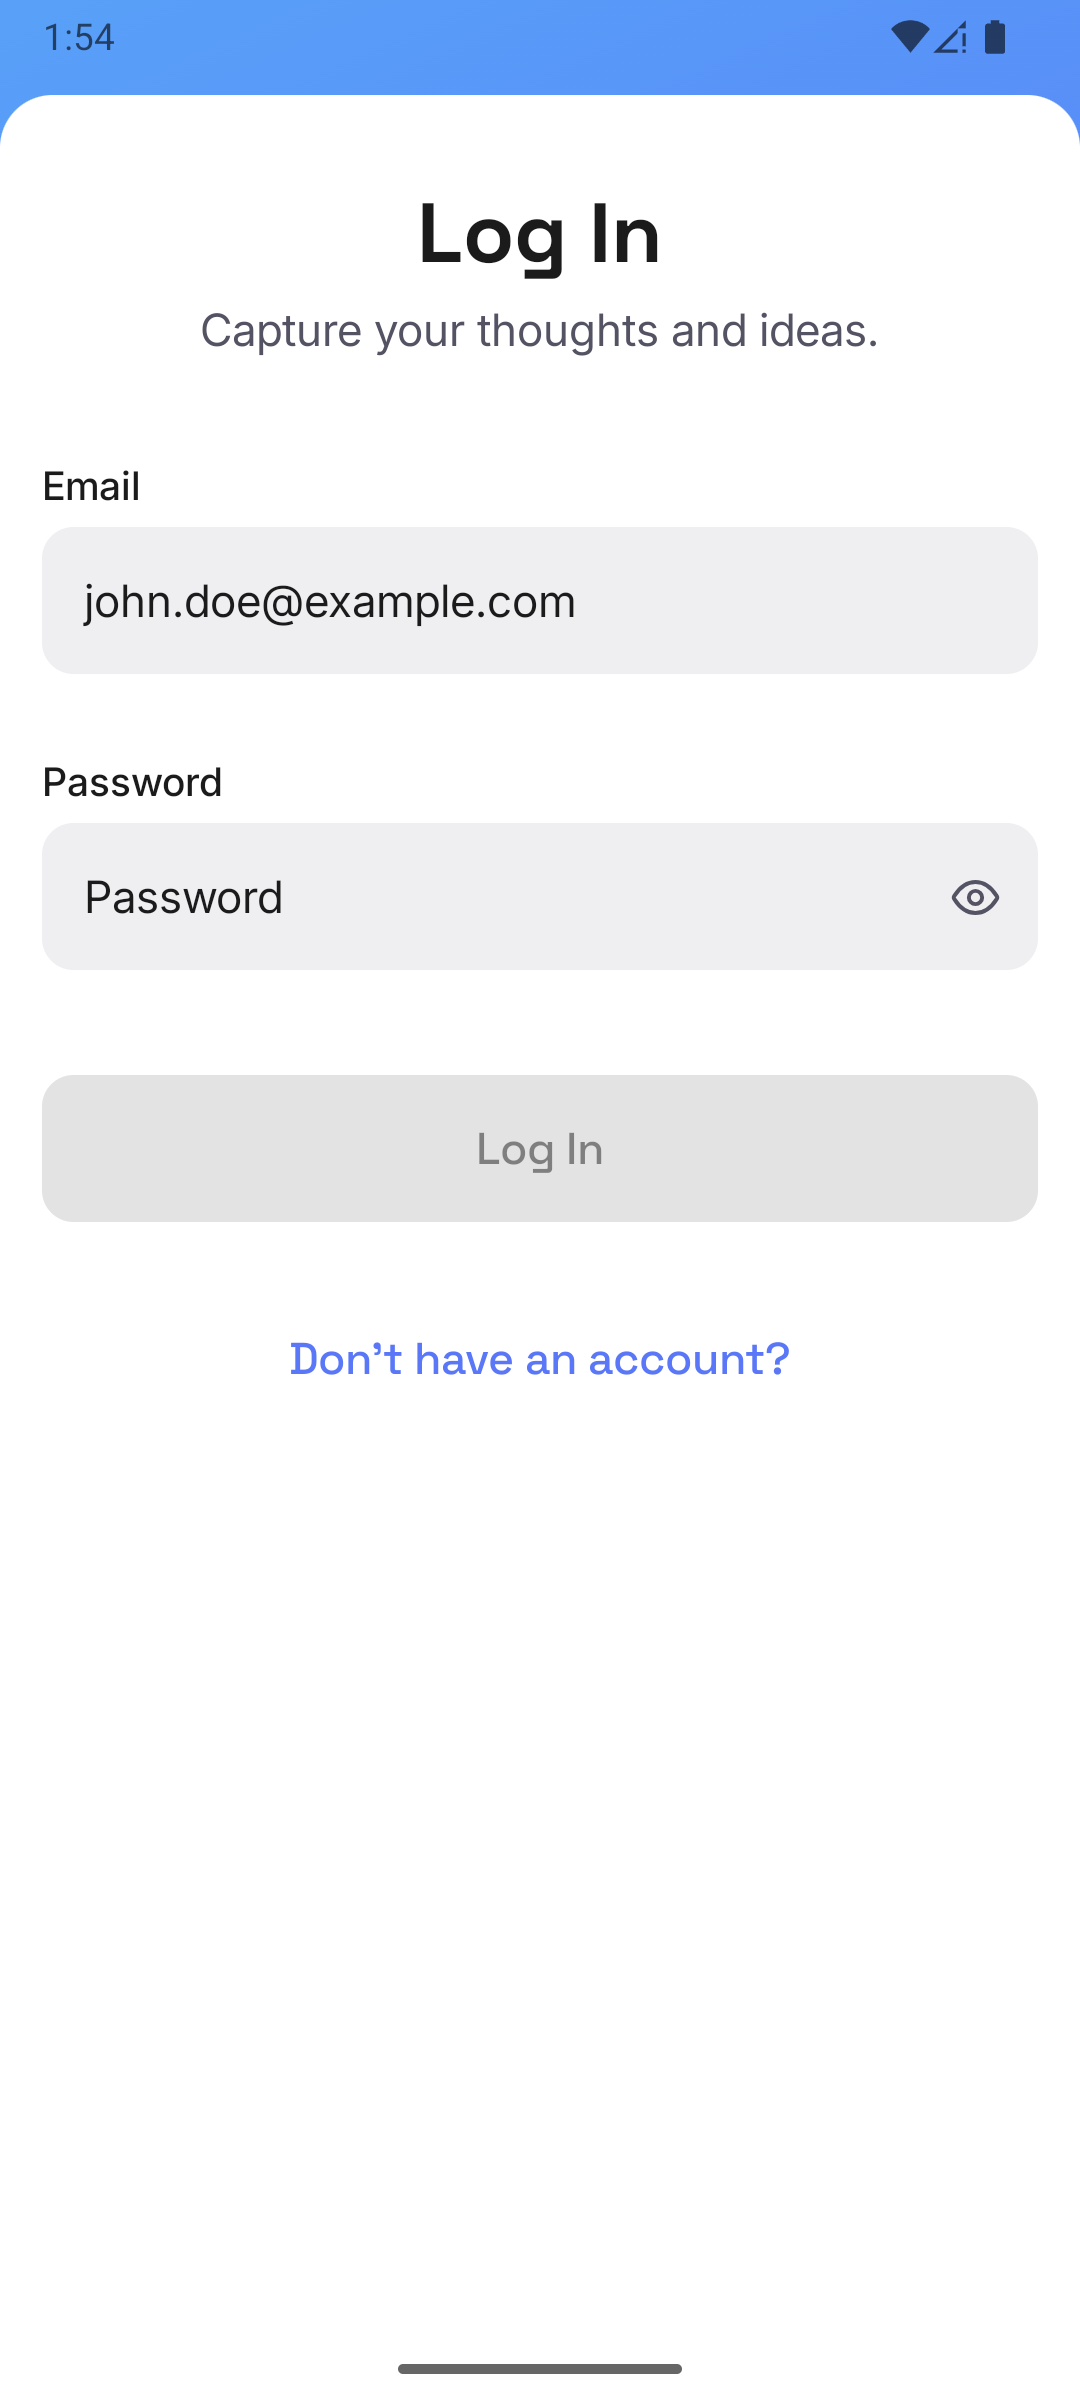 1:54
Log In
Capture your thoughts and ideas.
Email
john.doe@example.com
Password
Password
Log In
Don’t have an account?